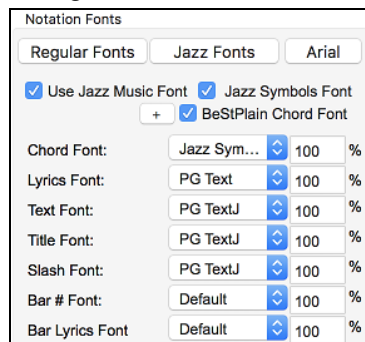 Notation Fonts
Regular Fonts Jazz Fonts Arial
Use Jazz Music Font Jazz Symbols Font
+ BeStPlain Chord Font
Chord Font: Jazz Sym... 100 %
Lyrics Font: PG Text 100 %
Text Font: PG TextJ 100 %
Title Font: PG TextJ 100 %
Slash Font: PG TextJ 100 %
Bar # Font: Default 100 %
Bar Lyrics Font Default 100 %